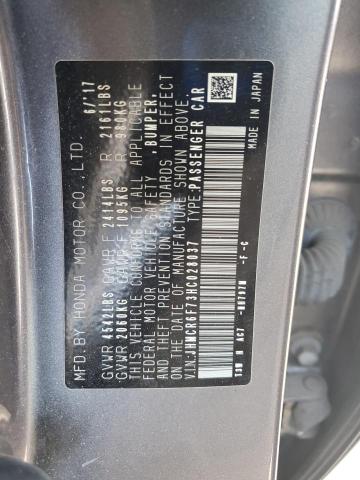 MFD.BY HONDA MOTOR CO.,LTD. 6/'17
GVWR 4542LBS GAWR F 2414LBS R 2161LBS
GVWR 2060KG GAWR F 1095KG R 980KG
THIS VEHICLE CONFORMS TO ALL APPLICABLE
FEDERAL MOTOR VEHICLE SAFETY, BUMPER,
AND THEFT PREVENTION STANDARDS IN EFFECT
ON THE DATE OF MANUFACTURE SHOWN ABOVE.
V.I.N:JHMCR6F73HC028037 TYPE:PASSENGER CAR
MADE IN JAPAN